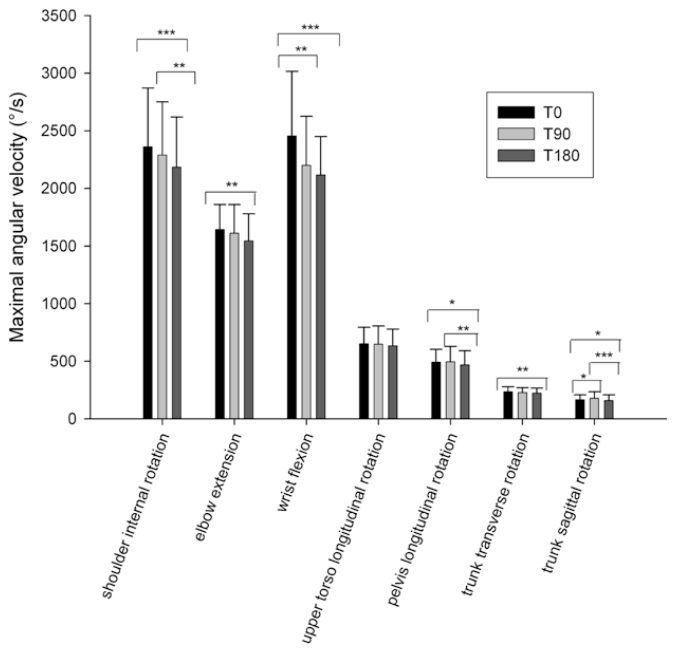 3500
3000
2500
2000
1500
1000
500
0
Maximal angular velocity (°/s)
***
**
**
***
**
*
**
**
*
***
*
T0
T90
T180
shoulder internal rotation
elbow extension
wrist flexion
upper torso longitudinal rotation
pelvis longitudinal rotation
trunk transverse rotation
trunk sagittal rotation